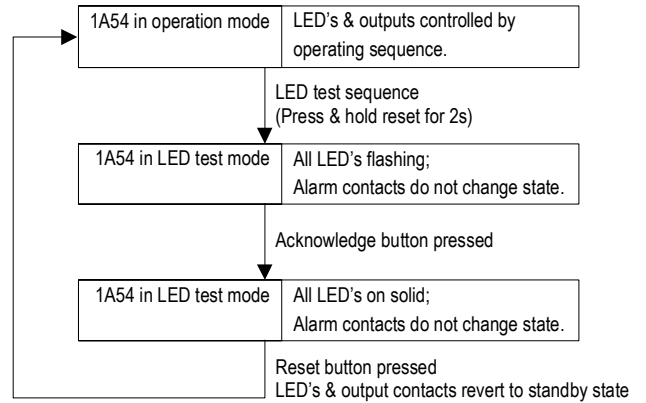 1A54 in operation mode
LED's & outputs controlled by
operating sequence.
LED test sequence
(Press & hold reset for 2s)
1A54 in LED test mode
All LED's flashing;
Alarm contacts do not change state.
Acknowledge button pressed
1A54 in LED test mode
All LED's on solid;
Alarm contacts do not change state.
Reset button pressed
LED's & output contacts revert to standby state